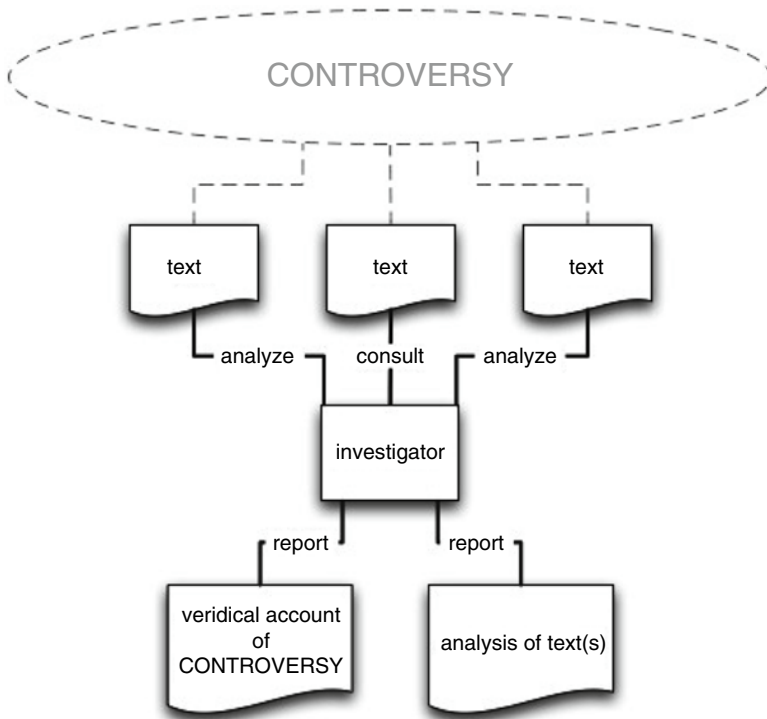 CONTROVERSY
text
text
text
analyze
consult
analyze
investigator
report
report
veridical account
of
CONTROVERSY
analysis of text(s)